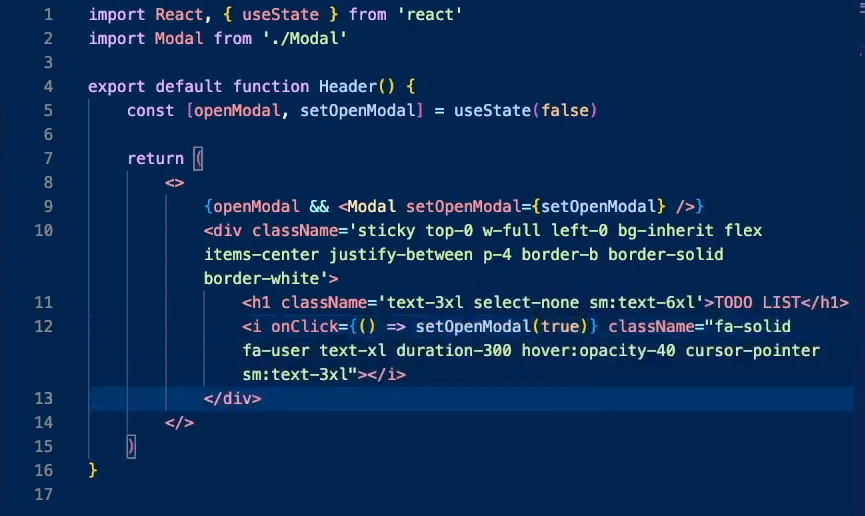 1 import React, { useState } from 'react'
2 import Modal from './Modal'
3
4 export default function Header() {
5     const [openModal, setOpenModal] = useState(false)
6
7     return (
8         <>
9             {openModal && <Modal setOpenModal={setOpenModal} />}
10             <div className='sticky top-0 w-full left-0 bg-inherit flex
            items-center justify-between p-4 border-b border-solid
            border-white'>
11                 <h1 className='text-3xl select-none sm:text-6xl'>TODO LIST</h1>
12                 <i onClick={() => setOpenModal(true)} className="fa-solid
                fa-user text-xl duration-300 hover:opacity-40 cursor-pointer
                sm:text-3xl"></i>
13             </div>
14         </>
15     )
16 }
17